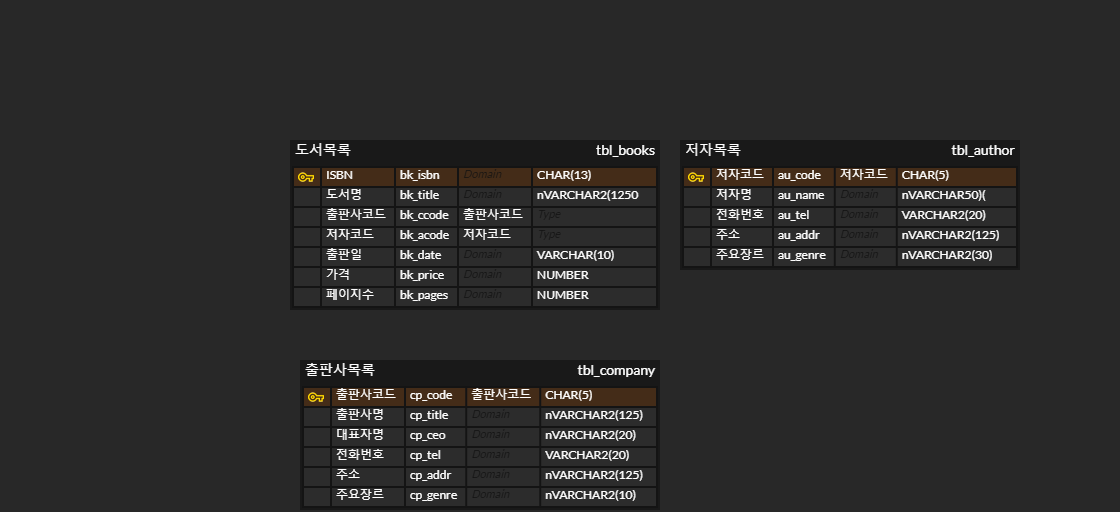 도서목록 tbl_books
ISBN bk_isbn Domain CHAR(13)
도서명 bk_title Domain nVARCHAR2(1250
출판사코드 bk_ccode 출판사코드 Type
저자코드 bk_acode 저자코드 Type
출판일 bk_date Domain VARCHAR(10)
가격 bk_price Domain NUMBER
페이지수 bk_pages Domain NUMBER
저자목록 tbl_author
저자코드 au_code 저자코드 CHAR(5)
저자명 au_name Domain nVARCHAR50)(
전화번호 au_tel Domain VARCHAR2(20)
주소 au_addr Domain nVARCHAR2(125)
주요장르 au_genre Domain nVARCHAR2(30)
출판사목록 tbl_company
출판사코드 cp_code 출판사코드 CHAR(5)
출판사명 cp_title Domain nVARCHAR2(125)
대표자명 cp_ceo Domain nVARCHAR2(20)
전화번호 cp_tel Domain VARCHAR2(20)
주소 cp_addr Domain nVARCHAR2(125)
주요장르 cp_genre Domain nVARCHAR2(10)